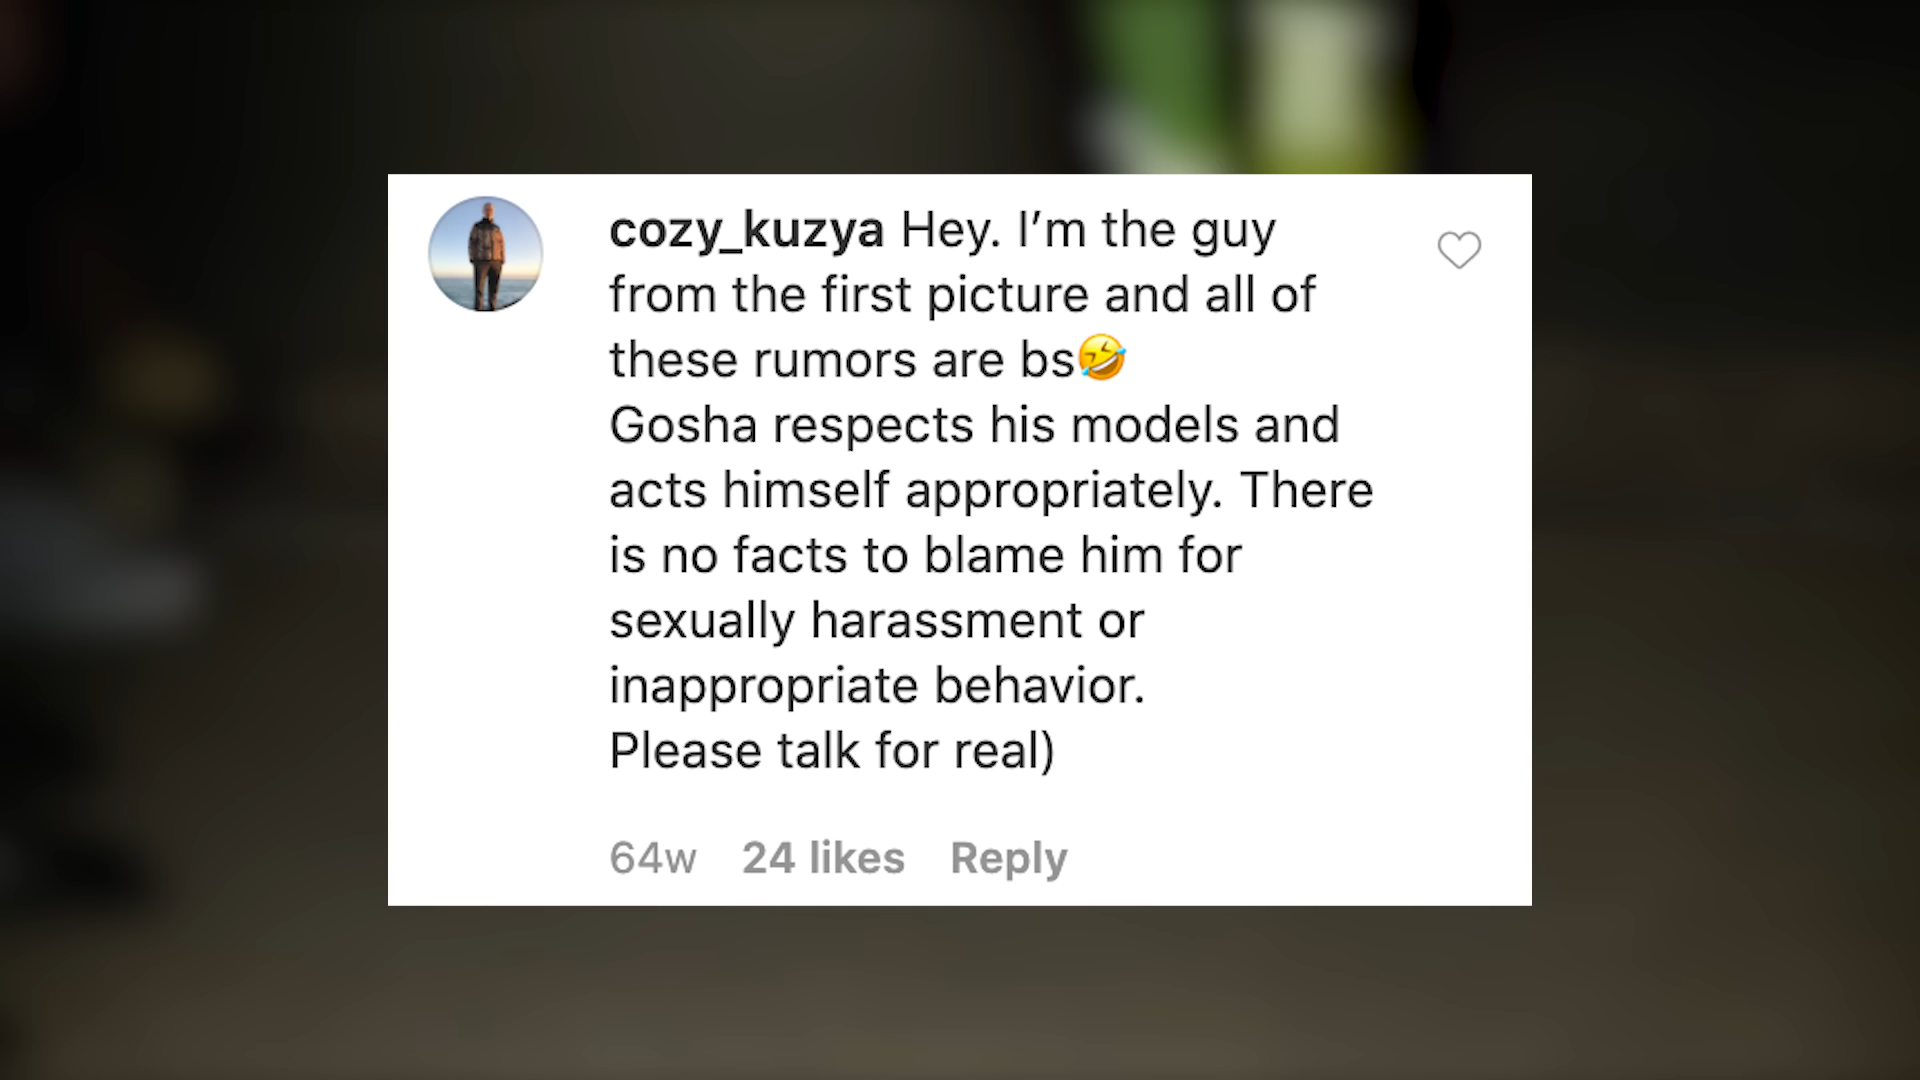 cozy_kuzya Hey. I’m the guy
from the first picture and all of
these rumors are bs🤣
Gosha respects his models and
acts himself appropriately. There
is no facts to blame him for
sexually harassment or
inappropriate behavior.
Please talk for real)
64w 24 likes Reply